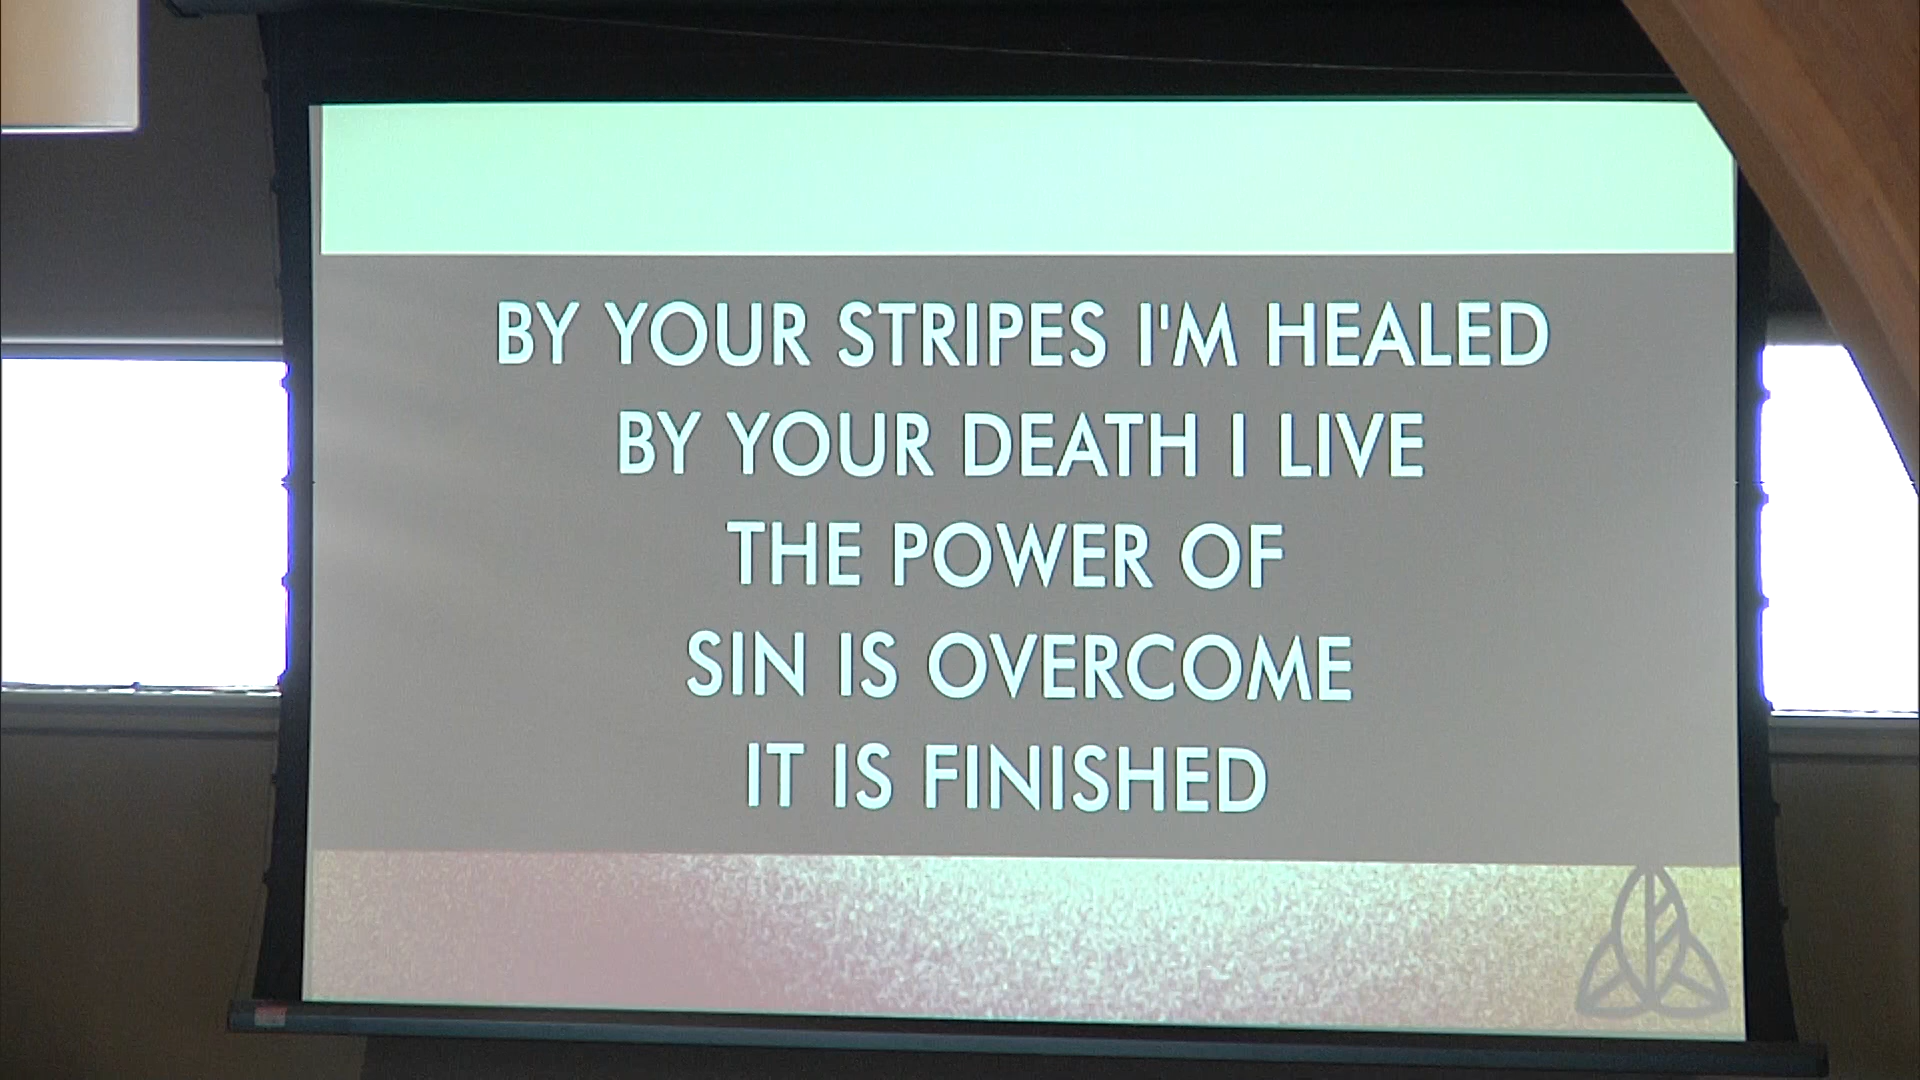 BY YOUR STRIPES I'M HEALED
BY YOUR DEATH I LIVE
THE POWER OF
SIN IS OVERCOME
IT IS FINISHED